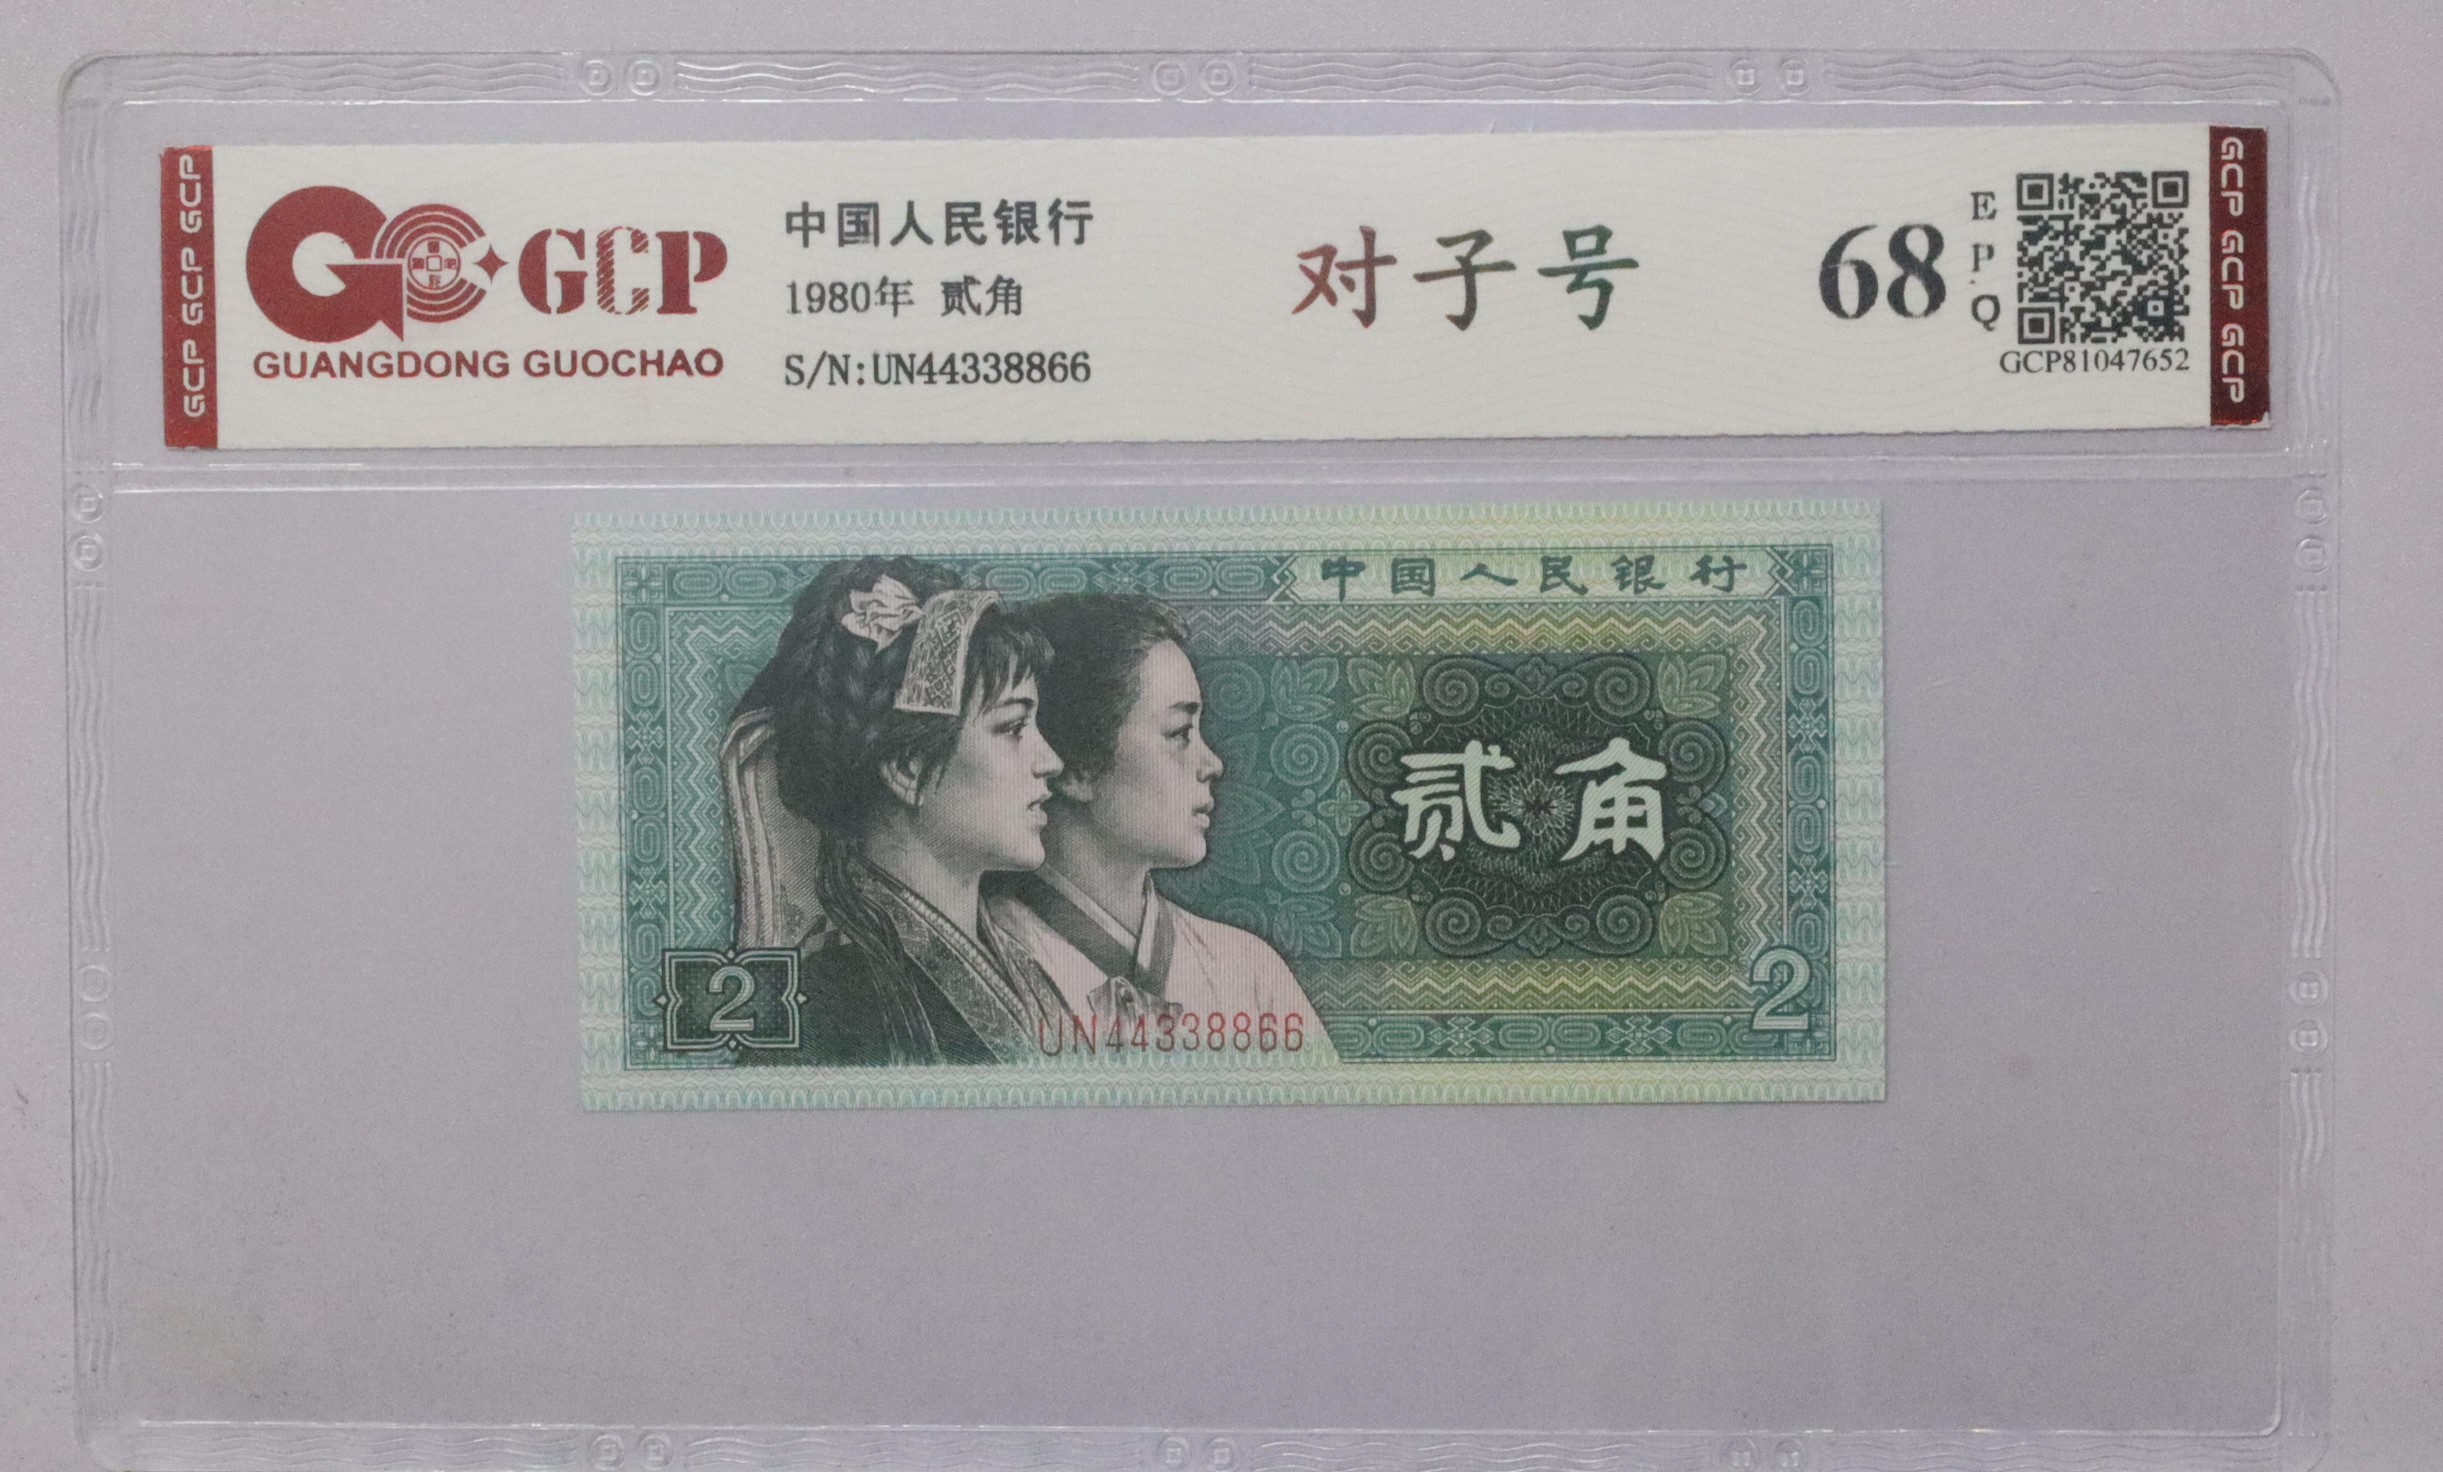 GCP GCP GCP
GCP
GUANGDONG GUOCHAO
中国人民银行
1980年 贰角
S/N:UN44338866
对子号
68
EPQ
GCP81047652
GCP GCP GCP
中国人民银行
贰角
2
UN44338866
2